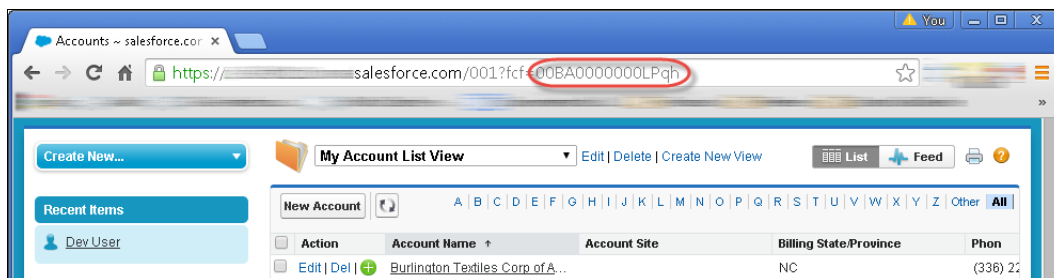 You
Accounts ~ salesforce.cor
https:// salesforce.com/001?fcf=00BA0000000LPqh
»
Create New...
My Account List View Edit | Delete | Create New View List Feed
Recent Items
New Account A | B | C | D | E | F | G | H | I | J | K | L | M | N | O | P | Q | R | S | T | U | V | W | X | Y | Z | Other All
Dev User
Action Account Name ↑ Account Site Billing State/Province Phon
Edit | Del | Burlington Textiles Corp of A... NC (336) 22